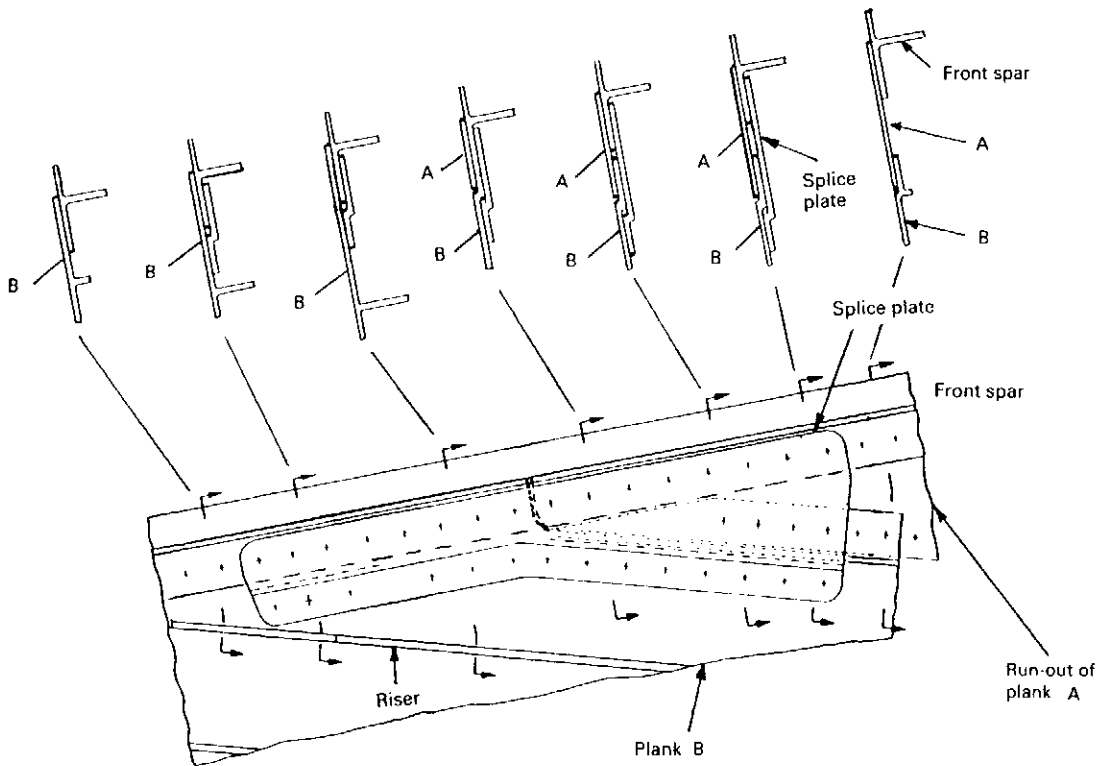 Front spar
A
Splice
plate
B
A
B
A
B
A
B
B
B
B
Splice plate
Front spar
Riser
Plank B
Run-out of
plank A